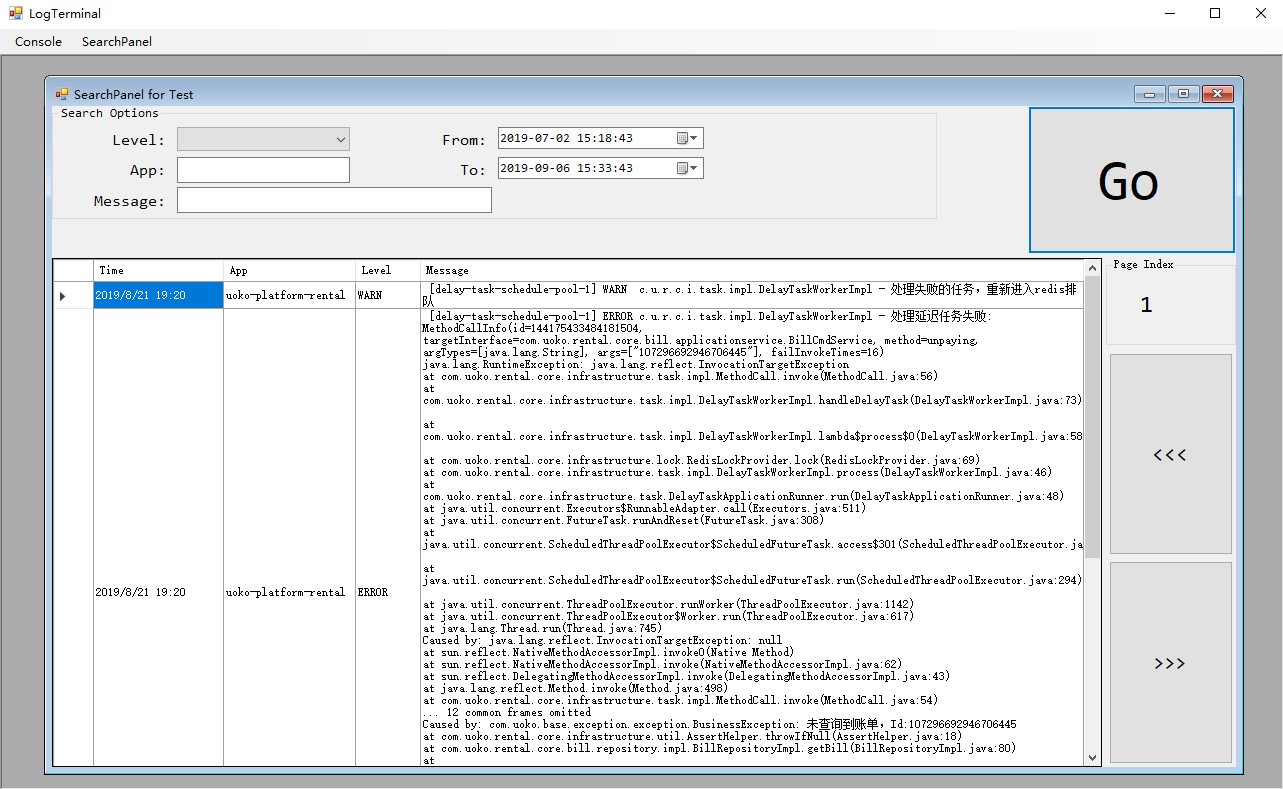 LogTerminal
Console SearchPanel
SearchPanel for Test
Search Options
Level: From: 2019-07-02 15:18:43
App: To: 2019-09-06 15:33:43
Message:
Go
Time App Level Message
2019/8/21 19:20 uoko-platform-rental WARN [delay-task-schedule-pool-1] WARN c.u.r.c.i.task.impl.DelayTaskWorkerImpl - 处理失败的任务，重新进入redis排
队
[delay-task-schedule-pool-1] ERROR c.u.r.c.i.task.impl.DelayTaskWorkerImpl - 处理延迟任务失败:
MethodCallInfo(id=144175433484181504,
targetInterface=com.uoko.rental.core.bill.applicationservice.BillCmdService, method=unpaying,
argTypes=[java.lang.String], args=["107296692946706445"], failInvokeTimes=16)
java.lang.RuntimeException: java.lang.reflect.InvocationTargetException
at com.uoko.rental.core.infrastructure.task.impl.MethodCall.invoke(MethodCall.java:56)
at
com.uoko.rental.core.infrastructure.task.impl.DelayTaskWorkerImpl.handleDelayTask(DelayTaskWorkerImpl.java:73)
at
com.uoko.rental.core.infrastructure.task.impl.DelayTaskWorkerImpl.lambda$process$0(DelayTaskWorkerImpl.java:58
at com.uoko.rental.core.infrastructure.lock.RedisLockProvider.lock(RedisLockProvider.java:69)
at com.uoko.rental.core.infrastructure.task.impl.DelayTaskWorkerImpl.process(DelayTaskWorkerImpl.java:46)
at
com.uoko.rental.core.infrastructure.task.DelayTaskApplicationRunner.run(DelayTaskApplicationRunner.java:48)
at java.util.concurrent.Executors$RunnableAdapter.call(Executors.java:511)
at java.util.concurrent.FutureTask.runAndReset(FutureTask.java:308)
at
java.util.concurrent.ScheduledThreadPoolExecutor$ScheduledFutureTask.access$301(ScheduledThreadPoolExecutor.ja
at
java.util.concurrent.ScheduledThreadPoolExecutor$ScheduledFutureTask.run(ScheduledThreadPoolExecutor.java:294)
2019/8/21 19:20 uoko-platform-rental ERROR
at java.util.concurrent.ThreadPoolExecutor.runWorker(ThreadPoolExecutor.java:1142)
at java.util.concurrent.ThreadPoolExecutor$Worker.run(ThreadPoolExecutor.java:617)
at java.lang.Thread.run(Thread.java:745)
Caused by: java.lang.reflect.InvocationTargetException: null
at sun.reflect.NativeMethodAccessorImpl.invoke0(Native Method)
at sun.reflect.NativeMethodAccessorImpl.invoke(NativeMethodAccessorImpl.java:62)
at sun.reflect.DelegatingMethodAccessorImpl.invoke(DelegatingMethodAccessorImpl.java:43)
at java.lang.reflect.Method.invoke(Method.java:498)
at com.uoko.rental.core.infrastructure.task.impl.MethodCall.invoke(MethodCall.java:54)
... 12 common frames omitted
Caused by: com.uoko.base.exception.exception.BusinessException: 未查询到账单，Id:107296692946706445
at com.uoko.rental.core.infrastructure.util.AssertHelper.throwIfNull(AssertHelper.java:18)
at com.uoko.rental.core.bill.repository.impl.BillRepositoryImpl.getBill(BillRepositoryImpl.java:80)
at
Page Index
1
<<<
>>>